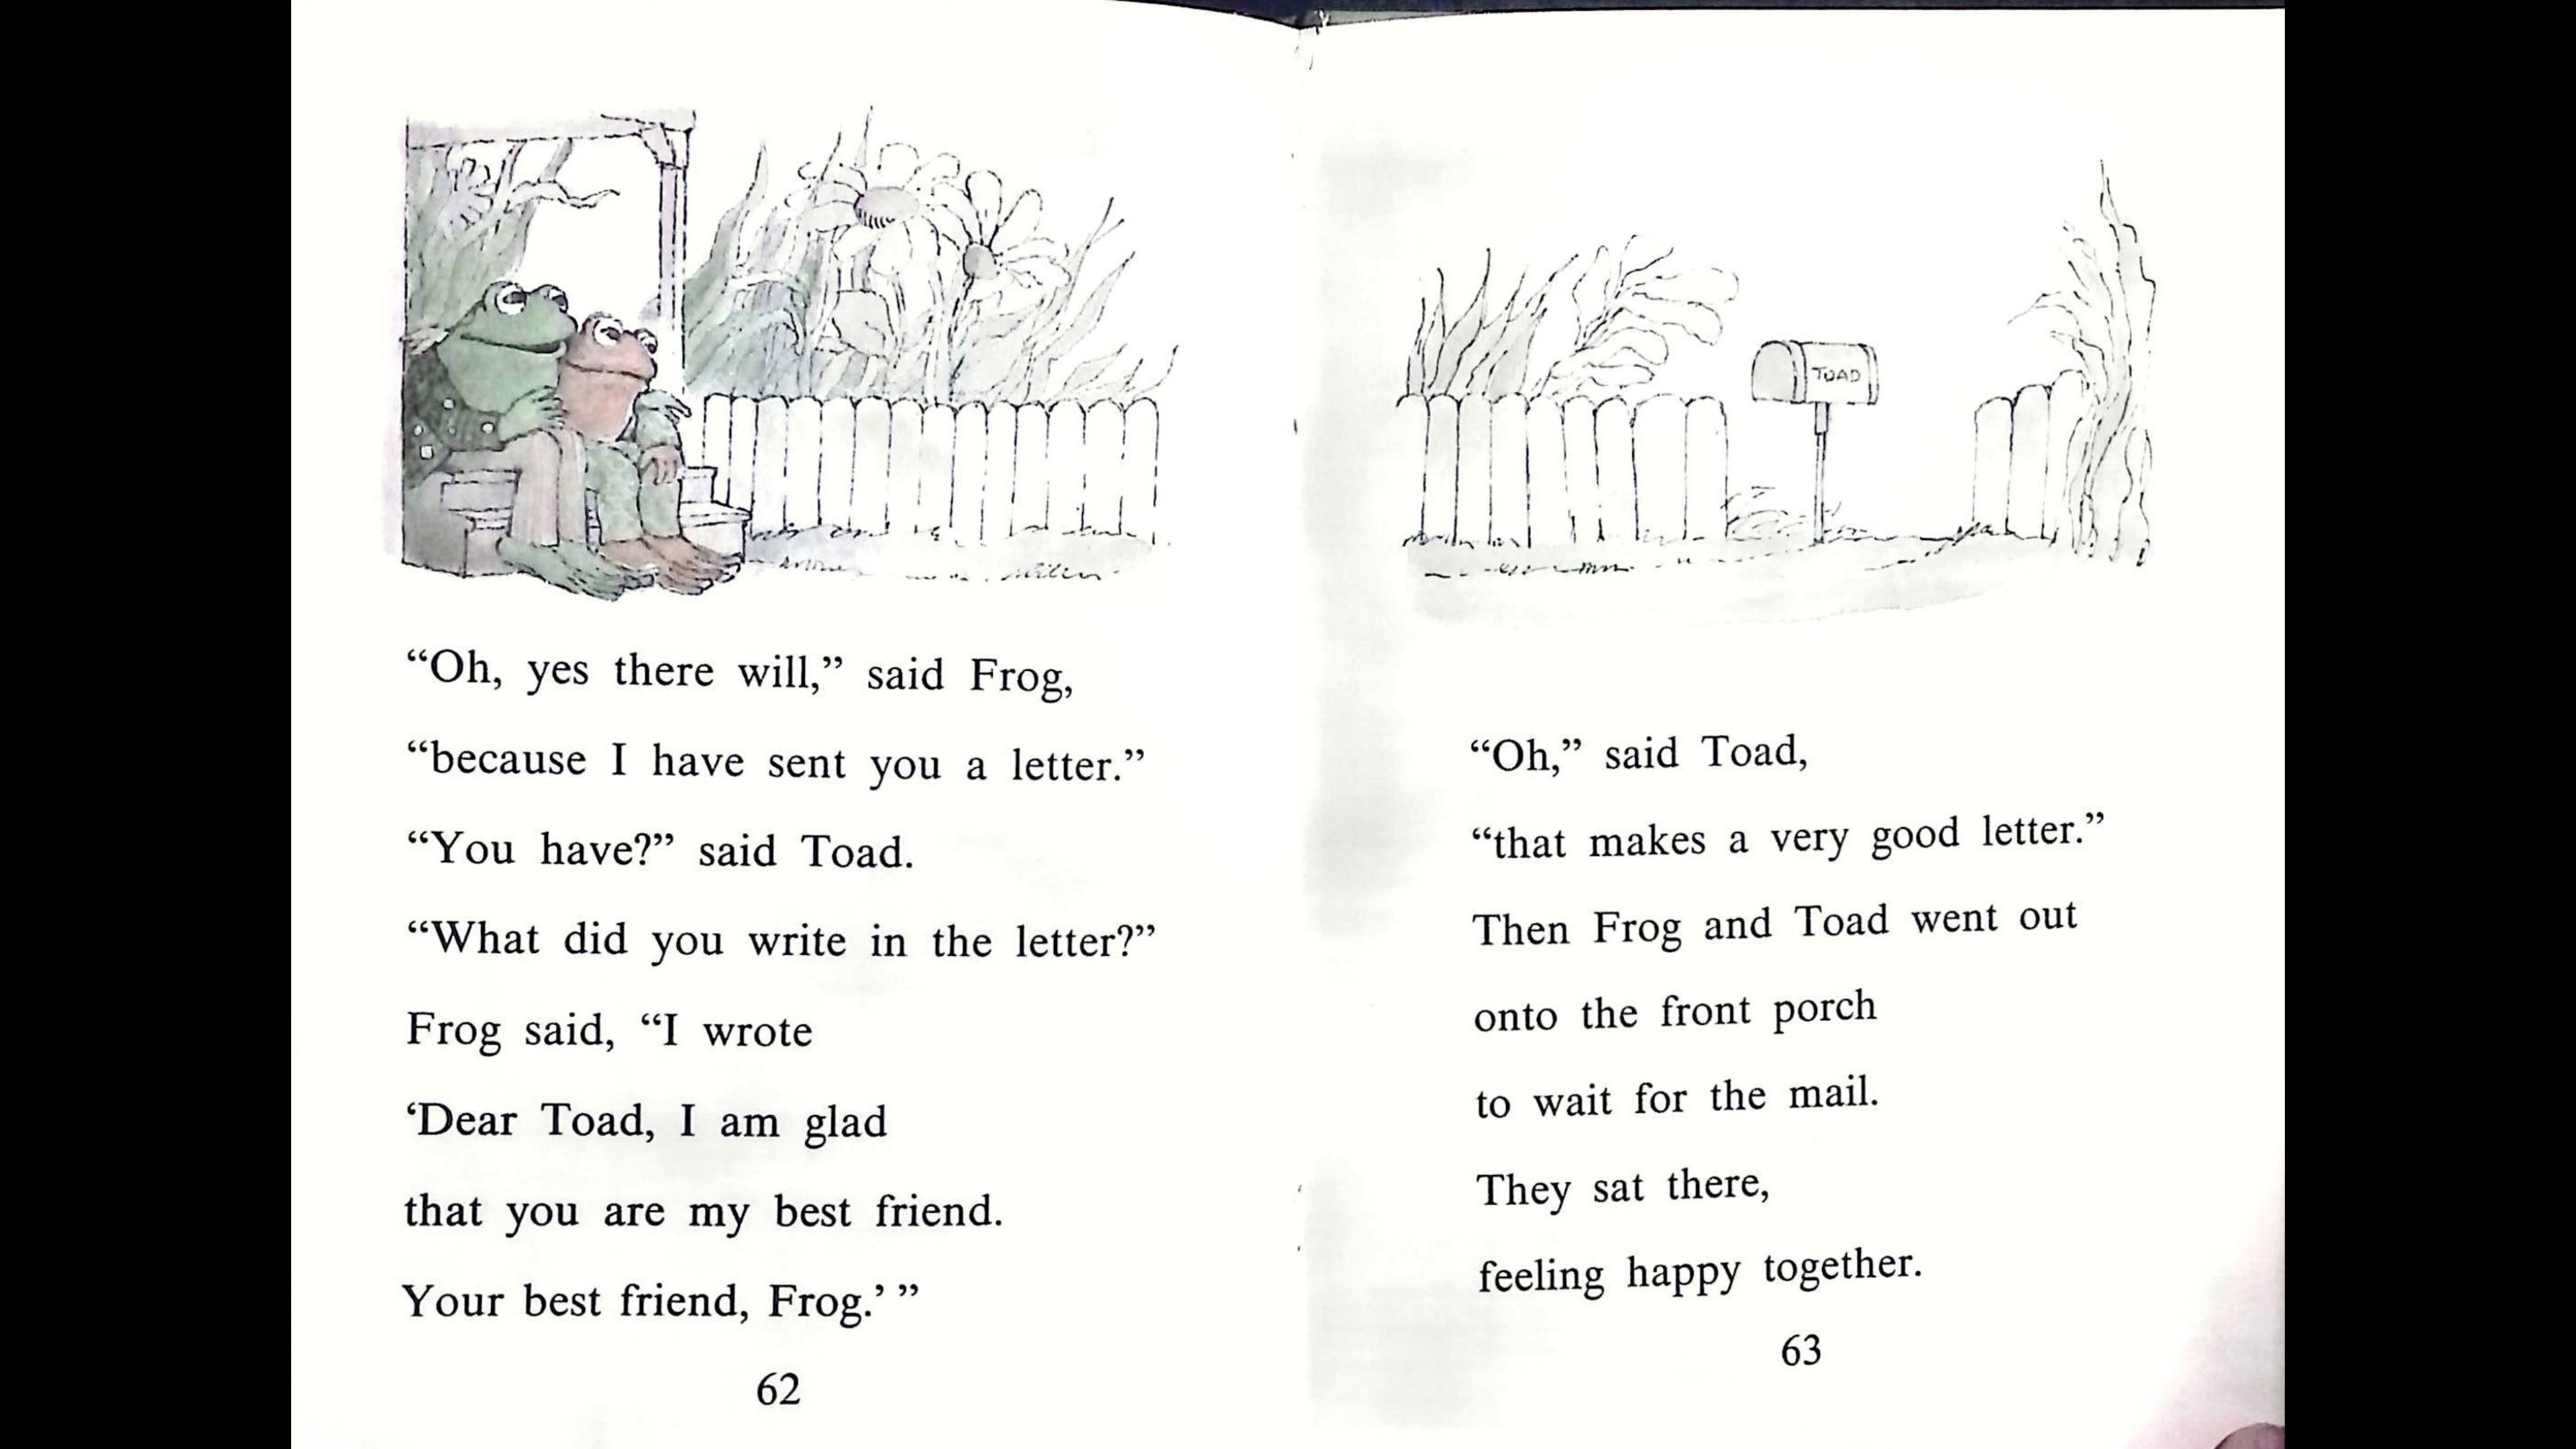 “Oh, yes there will,” said Frog,
“because I have sent you a letter.”
“You have?” said Toad.
“What did you write in the letter?”
Frog said, “I wrote
‘Dear Toad, I am glad
that you are my best friend.
Your best friend, Frog.’ ”
62
TOAD
“Oh,” said Toad,
“that makes a very good letter.”
Then Frog and Toad went out
onto the front porch
to wait for the mail.
They sat there,
feeling happy together.
63